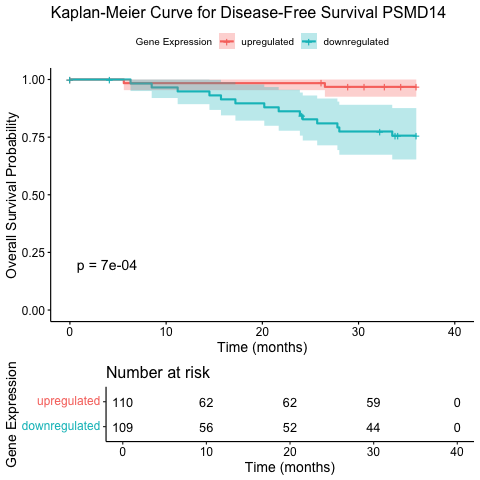 Kaplan-Meier Curve for Disease-Free Survival PSMD14
Gene Expression upregulated downregulated
Overall Survival Probability
1.00
0.75
0.50
0.25
0.00
p = 7e-04
0 10 20 30 40
Time (months)
Number at risk
Gene Expression
upregulated 110 62 62 59 0
downregulated 109 56 52 44 0
0 10 20 30 40
Time (months)